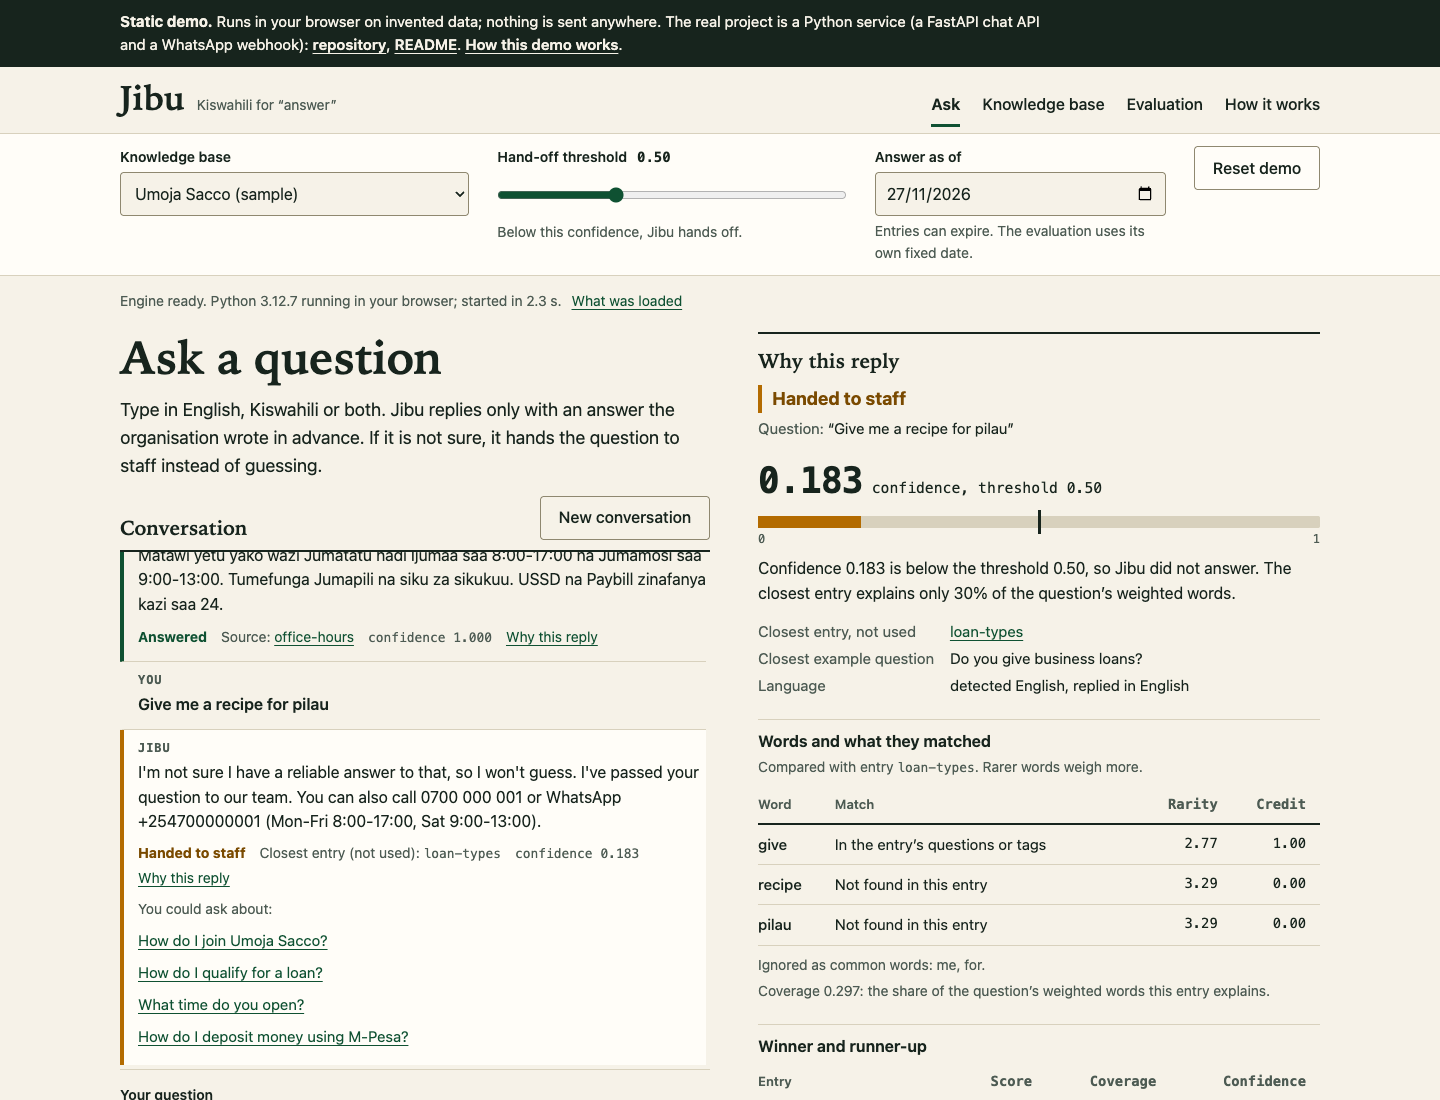 Static demo. Runs in your browser on invented data; nothing is sent anywhere. The real project is a Python service (a FastAPI chat API
and a WhatsApp webhook): repository, README. How this demo works.
Jibu Kiswahili for “answer”
Ask Knowledge base Evaluation How it works
Knowledge base
Umoja Sacco (sample)
Hand-off threshold 0.50
Below this confidence, Jibu hands off.
Answer as of
27/11/2026
Entries can expire. The evaluation uses its
own fixed date.
Reset demo
Engine ready. Python 3.12.7 running in your browser; started in 2.3 s. What was loaded
Ask a question
Type in English, Kiswahili or both. Jibu replies only with an answer the
organisation wrote in advance. If it is not sure, it hands the question to
staff instead of guessing.
Conversation
New conversation
Matawi yetu yako wazi Jumatatu hadi Ijumaa saa 8:00-17:00 na Jumamosi saa
9:00-13:00. Tumefunga Jumapili na siku za sikukuu. USSD na Paybill zinafanya
kazi saa 24.
Answered Source: office-hours confidence 1.000 Why this reply
YOU
Give me a recipe for pilau
JIBU
I'm not sure I have a reliable answer to that, so I won't guess. I've passed your
question to our team. You can also call 0700 000 001 or WhatsApp
+254700000001 (Mon-Fri 8:00-17:00, Sat 9:00-13:00).
Handed to staff Closest entry (not used): loan-types confidence 0.183
Why this reply
You could ask about:
How do I join Umoja Sacco?
How do I qualify for a loan?
What time do you open?
How do I deposit money using M-Pesa?
Your question
Why this reply
Handed to staff
Question: “Give me a recipe for pilau”
0.183 confidence, threshold 0.50
0 1
Confidence 0.183 is below the threshold 0.50, so Jibu did not answer. The
closest entry explains only 30% of the question’s weighted words.
Closest entry, not used loan-types
Closest example question Do you give business loans?
Language detected English, replied in English
Words and what they matched
Compared with entry loan-types. Rarer words weigh more.
Word Match Rarity Credit
give In the entry’s questions or tags 2.77 1.00
recipe Not found in this entry 3.29 0.00
pilau Not found in this entry 3.29 0.00
Ignored as common words: me, for.
Coverage 0.297: the share of the question’s weighted words this entry explains.
Winner and runner-up
Entry Score Coverage Confidence